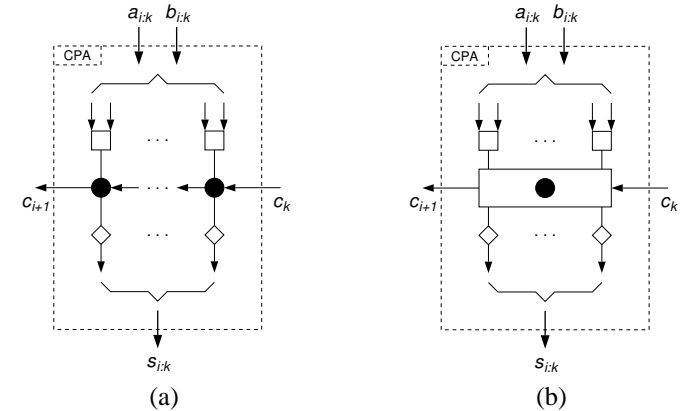 a_{i:k} b_{i:k} a_{i:k} b_{i:k}
CPA CPA
. . . . . .
c_{i+1} . . . c_k c_{i+1} c_k
. . . . . .
s_{i:k} s_{i:k}
(a) (b)